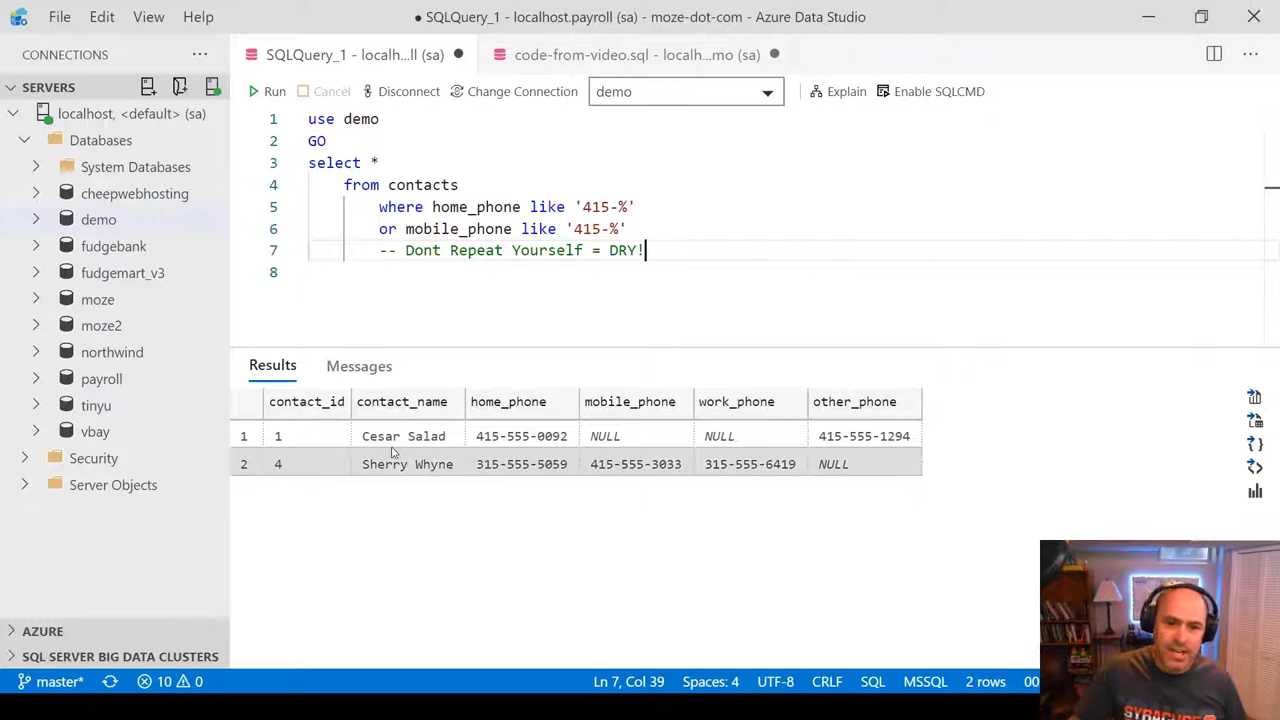 File Edit View Help
● SQLQuery_1 - localhost.payroll (sa) - moze-dot-com - Azure Data Studio
CONNECTIONS
SQLQuery_1 - localh...ll (sa)
code-from-video.sql - localh...mo (sa)
SERVERS
Run Cancel Disconnect Change Connection demo Explain Enable SQLCMD
localhost, <default> (sa)
Databases
System Databases
cheepwebhosting
demo
fudgebank
fudgemart_v3
moze
moze2
northwind
payroll
tinyu
vbay
Security
Server Objects
AZURE
SQL SERVER BIG DATA CLUSTERS
1 use demo
2 GO
3 select *
4 from contacts
5 where home_phone like '415-%'
6 or mobile_phone like '415-%'
7 -- Dont Repeat Yourself = DRY!
8
Results Messages
contact_id contact_name home_phone mobile_phone work_phone other_phone
1 1 Cesar Salad 415-555-0092 NULL NULL 415-555-1294
2 4 Sherry Whyne 315-555-5059 415-555-3033 315-555-6419 NULL
master* 10 0 Ln 7, Col 39 Spaces: 4 UTF-8 CRLF SQL MSSQL 2 rows 00